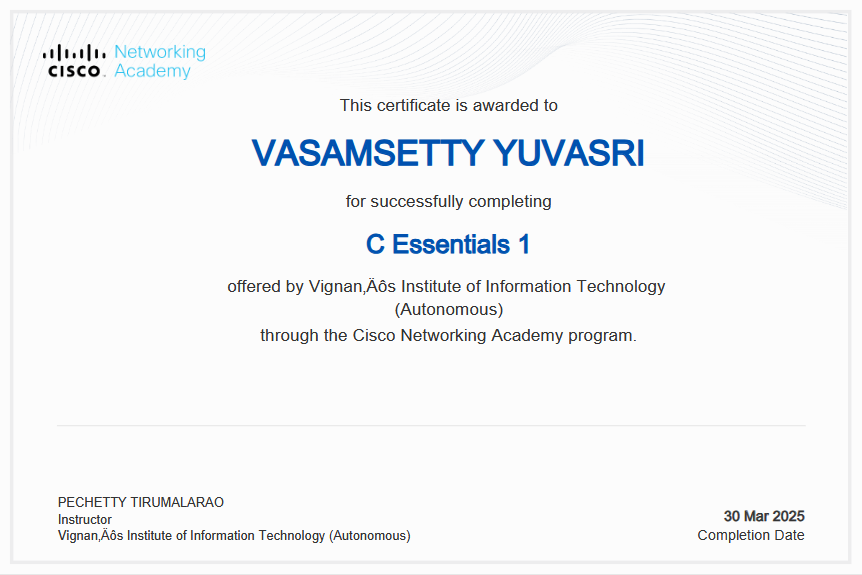 Networking
CISCO Academy
This certificate is awarded to
VASAMSETTY YUVASRI
for successfully completing
C Essentials 1
offered by Vignan‚Äôs Institute of Information Technology
(Autonomous)
through the Cisco Networking Academy program.
PECHETTY TIRUMALARAO
Instructor
Vignan‚Äôs Institute of Information Technology (Autonomous)
30 Mar 2025
Completion Date